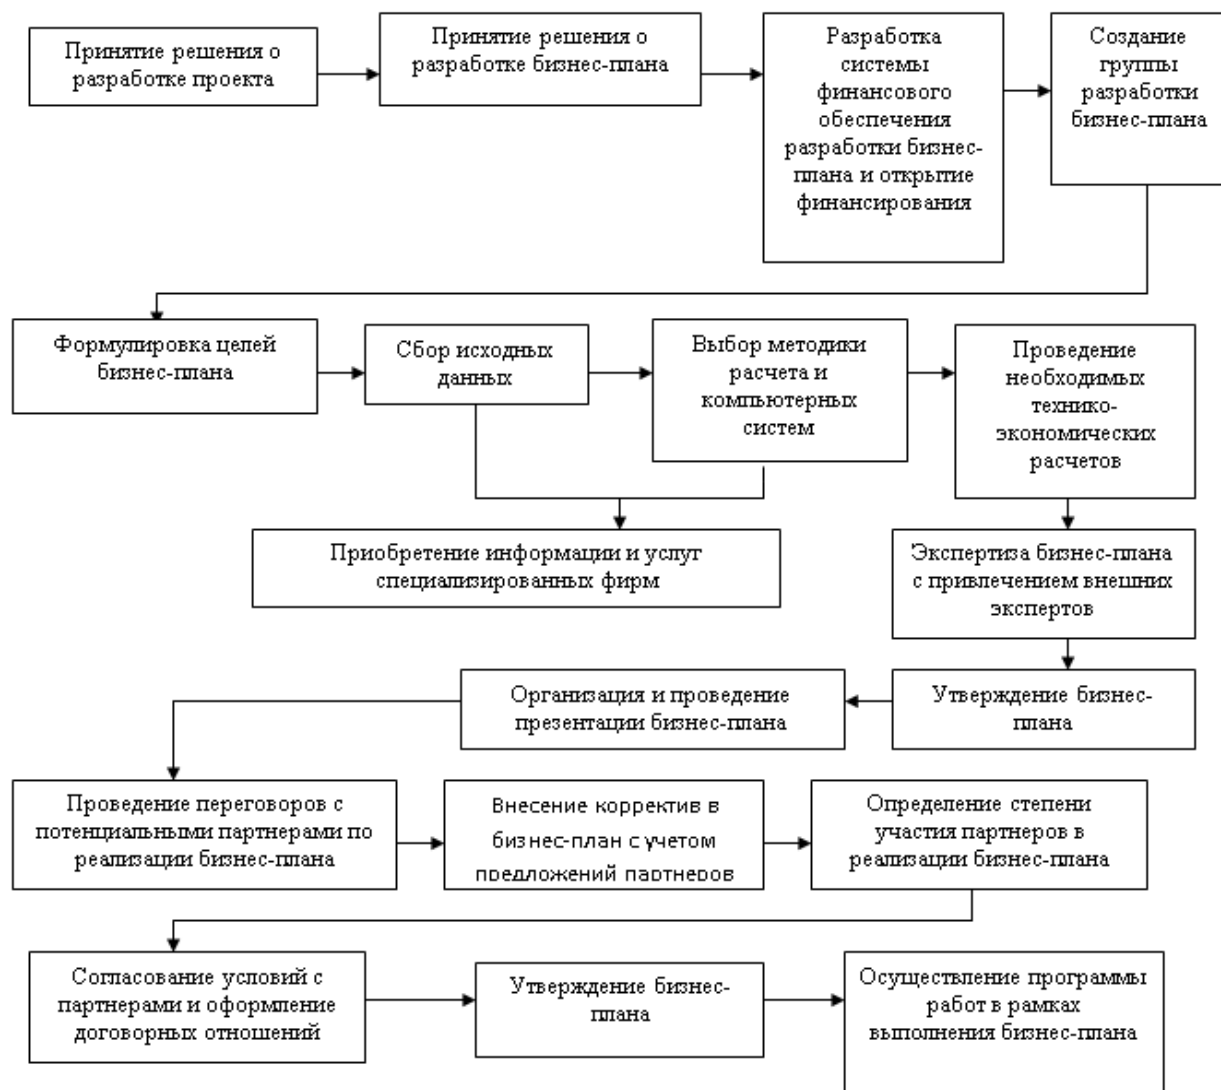 Принятие решения о
разработке проекта
Принятие решения о
разработке бизнес-плана
Разработка
системы
финансового
обеспечения
разработки бизнес-
плана и открытие
финансирования
Создание
группы
разработки
бизнес-плана
Формулировка целей
бизнес-плана
Сбор исходных
данных
Выбор методики
расчета и
компьютерных
систем
Проведение
необходимых
технико-
экономических
расчетов
Приобретение информации и услуг
специализированных фирм
Экспертиза бизнес-плана
с привлечением внешних
экспертов
Утверждение бизнес-
плана
Организация и проведение
презентации бизнес-плана
Проведение переговоров с
потенциальными партнерами по
реализации бизнес-плана
Внесение корректив в
бизнес-план с учетом
предложений партнеров
Определение степени
участия партнеров в
реализации бизнес-плана
Согласование условий с
партнерами и оформление
договорных отношений
Утверждение бизнес-
плана
Осуществление программы
работ в рамках
выполнения бизнес-плана